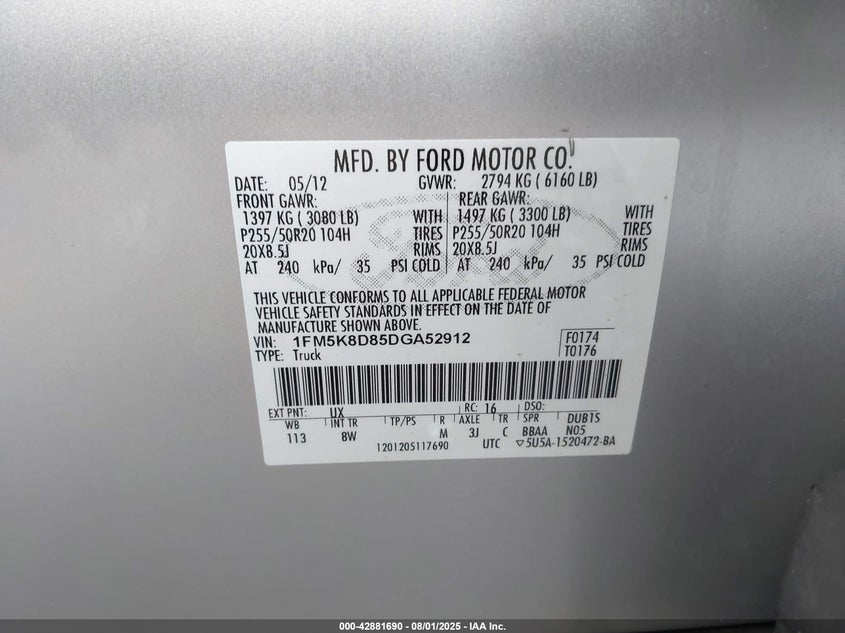 MFD. BY FORD MOTOR CO.
DATE: 05/12 GVWR: 2794 KG ( 6160 LB)
FRONT GAWR: REAR GAWR:
1397 KG ( 3080 LB) WITH 1497 KG ( 3300 LB) WITH
P255/50R20 104H TIRES P255/50R20 104H TIRES
20X8.5J RIMS 20X8.5J RIMS
AT 240 kPa/ 35 PSI COLD AT 240 kPa/ 35 PSI COLD
Ford
THIS VEHICLE CONFORMS TO ALL APPLICABLE FEDERAL MOTOR
VEHICLE SAFETY STANDARDS IN EFFECT ON THE DATE OF
MANUFACTURE SHOWN ABOVE.
VIN: 1FM5K8D85DGA52912 F0174
TYPE: Truck T0176
EXT PNT: UX RC: 16 DSO:
WB INT TR TP/PS R AXLE TR SPR DUB1S
113 8W M 3J C BBAA N05
1201205117690 UTC ▽5U5A-1520472-BA
000-42881690 - 08/01/2025 - IAA Inc.